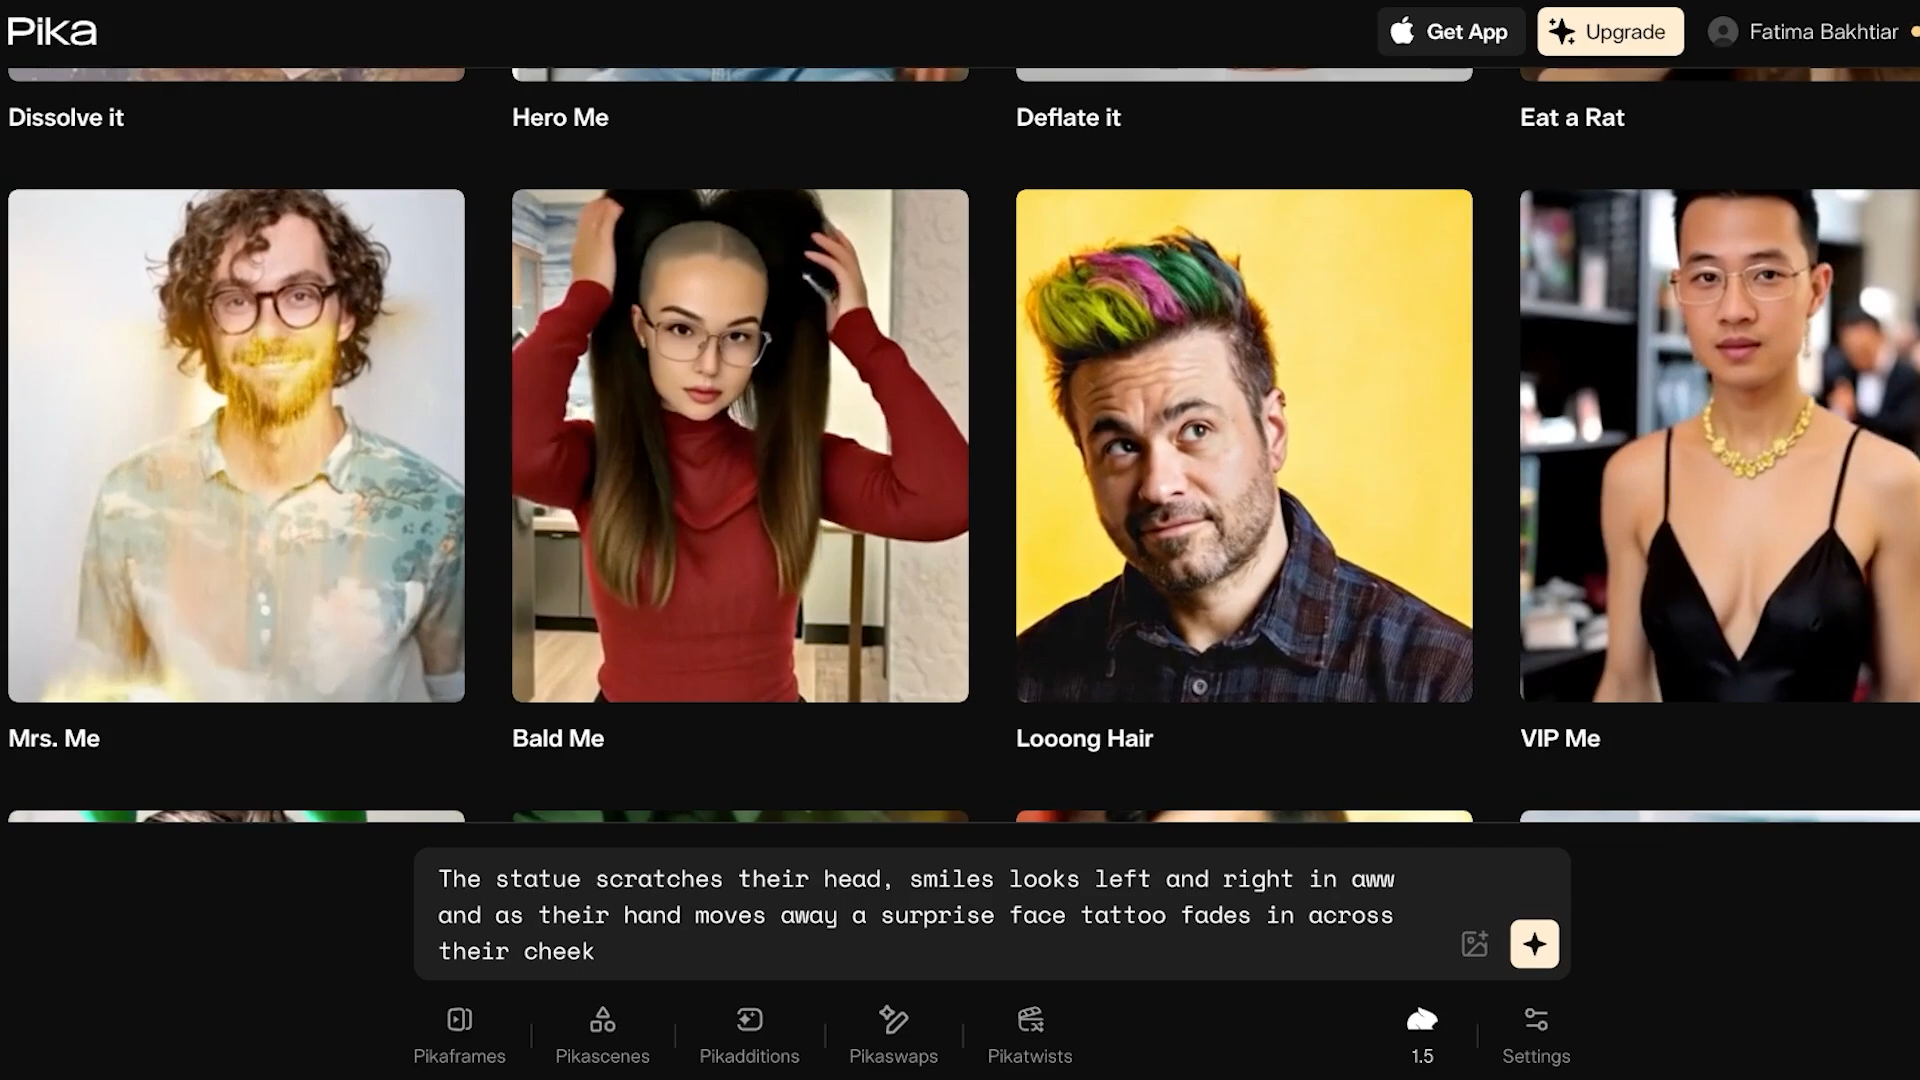 Pika
Get App
Upgrade
Fatima Bakhtiar
Dissolve it
Hero Me
Deflate it
Eat a Rat
Mrs. Me
Bald Me
Looong Hair
VIP Me
The statue scratches their head, smiles looks left and right in aww
and as their hand moves away a surprise face tattoo fades in across
their cheek
Pikaframes
Pikascenes
Pikadditions
Pikaswaps
Pikatwists
1.5
Settings